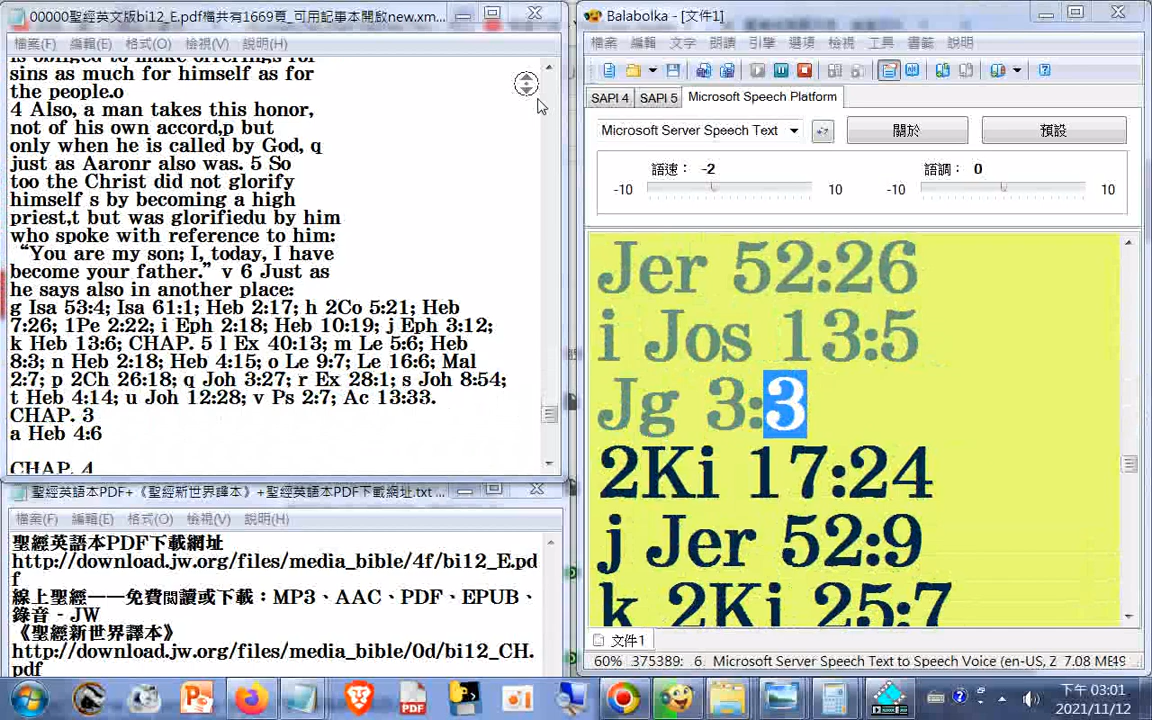 00000聖經英文版bi12_E.pdf檔共有1669頁_可用記事本開啟new.xm...
檔案(F) 編輯(E) 格式(O) 檢視(V) 說明(H)
is obliged to make offerings for
sins as much for himself as for
the people.o
4 Also, a man takes this honor,
not of his own accord,p but
only when he is called by God, q
just as Aaronr also was. 5 So
too the Christ did not glorify
himself s by becoming a high
priest,t but was glorifiedu by him
who spoke with reference to him:
“You are my son; I, today, I have
become your father.” v 6 Just as
he says also in another place:
g Isa 53:4; Isa 61:1; Heb 2:17; h 2Co 5:21; Heb
7:26; 1Pe 2:22; i Eph 2:18; Heb 10:19; j Eph 3:12;
k Heb 13:6; CHAP. 5 l Ex 40:13; m Le 5:6; Heb
8:3; n Heb 2:18; Heb 4:15; o Le 9:7; Le 16:6; Mal
2:7; p 2Ch 26:18; q Joh 3:27; r Ex 28:1; s Joh 8:54;
t Heb 4:14; u Joh 12:28; v Ps 2:7; Ac 13:33.
CHAP. 3
a Heb 4:6
CHAP. 4
聖經英語本PDF+《聖經新世界譯本》+聖經英語本PDF下載網址.txt ...
檔案(F) 編輯(E) 格式(O) 檢視(V) 說明(H)
聖經英語本PDF下載網址
http://download.jw.org/files/media_bible/4f/bi12_E.pd
f
線上聖經——免費閱讀或下載：MP3、AAC、PDF、EPUB、
錄音 - JW
《聖經新世界譯本》
http://download.jw.org/files/media_bible/0d/bi12_CH.
pdf
Balabolka - [文件1]
檔案 編輯 文字 朗讀 引擎 選項 檢視 工具 書籤 說明
SAPI 4 SAPI 5 Microsoft Speech Platform
Microsoft Server Speech Text 關於 預設
語速： -2 語調： 0
-10 10 -10 10
Jer 52:26
i Jos 13:5
Jg 3:3
2Ki 17:24
j Jer 52:9
k 2Ki 25:7
文件1
60% 375389: 6 Microsoft Server Speech Text to Speech Voice (en-US, Z 7.08 MB
下午 03:01
2021/11/12